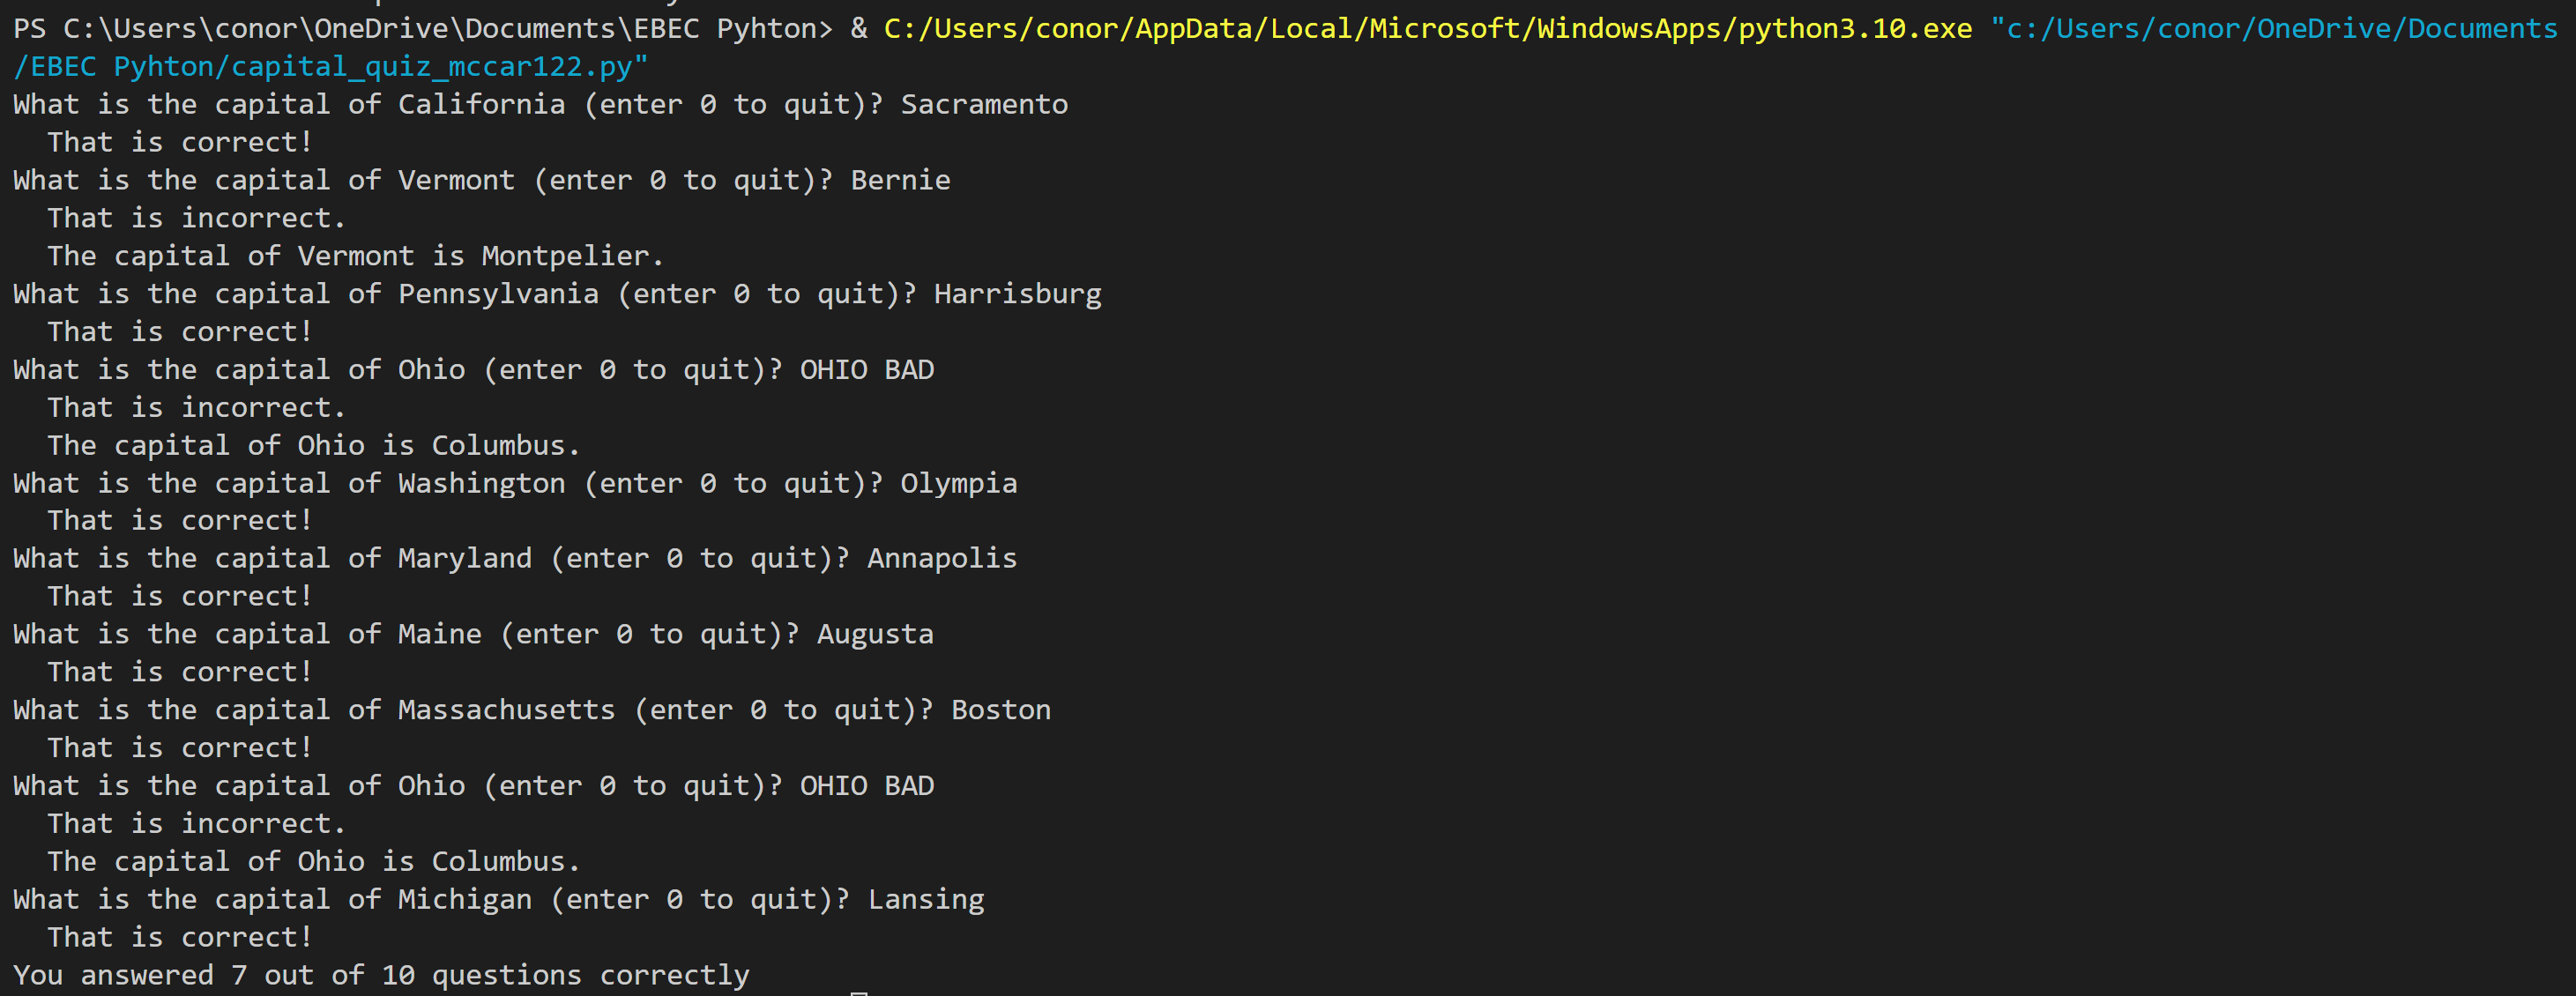 PS C:\Users\conor\OneDrive\Documents\EBEC Pyhton> & C:/Users/conor/AppData/Local/Microsoft/WindowsApps/python3.10.exe "c:/Users/conor/OneDrive/Documents
/EBEC Pyhton/capital_quiz_mccar122.py"
What is the capital of California (enter 0 to quit)? Sacramento
  That is correct!
What is the capital of Vermont (enter 0 to quit)? Bernie
  That is incorrect.
  The capital of Vermont is Montpelier.
What is the capital of Pennsylvania (enter 0 to quit)? Harrisburg
  That is correct!
What is the capital of Ohio (enter 0 to quit)? OHIO BAD
  That is incorrect.
  The capital of Ohio is Columbus.
What is the capital of Washington (enter 0 to quit)? Olympia
  That is correct!
What is the capital of Maryland (enter 0 to quit)? Annapolis
  That is correct!
What is the capital of Maine (enter 0 to quit)? Augusta
  That is correct!
What is the capital of Massachusetts (enter 0 to quit)? Boston
  That is correct!
What is the capital of Ohio (enter 0 to quit)? OHIO BAD
  That is incorrect.
  The capital of Ohio is Columbus.
What is the capital of Michigan (enter 0 to quit)? Lansing
  That is correct!
You answered 7 out of 10 questions correctly